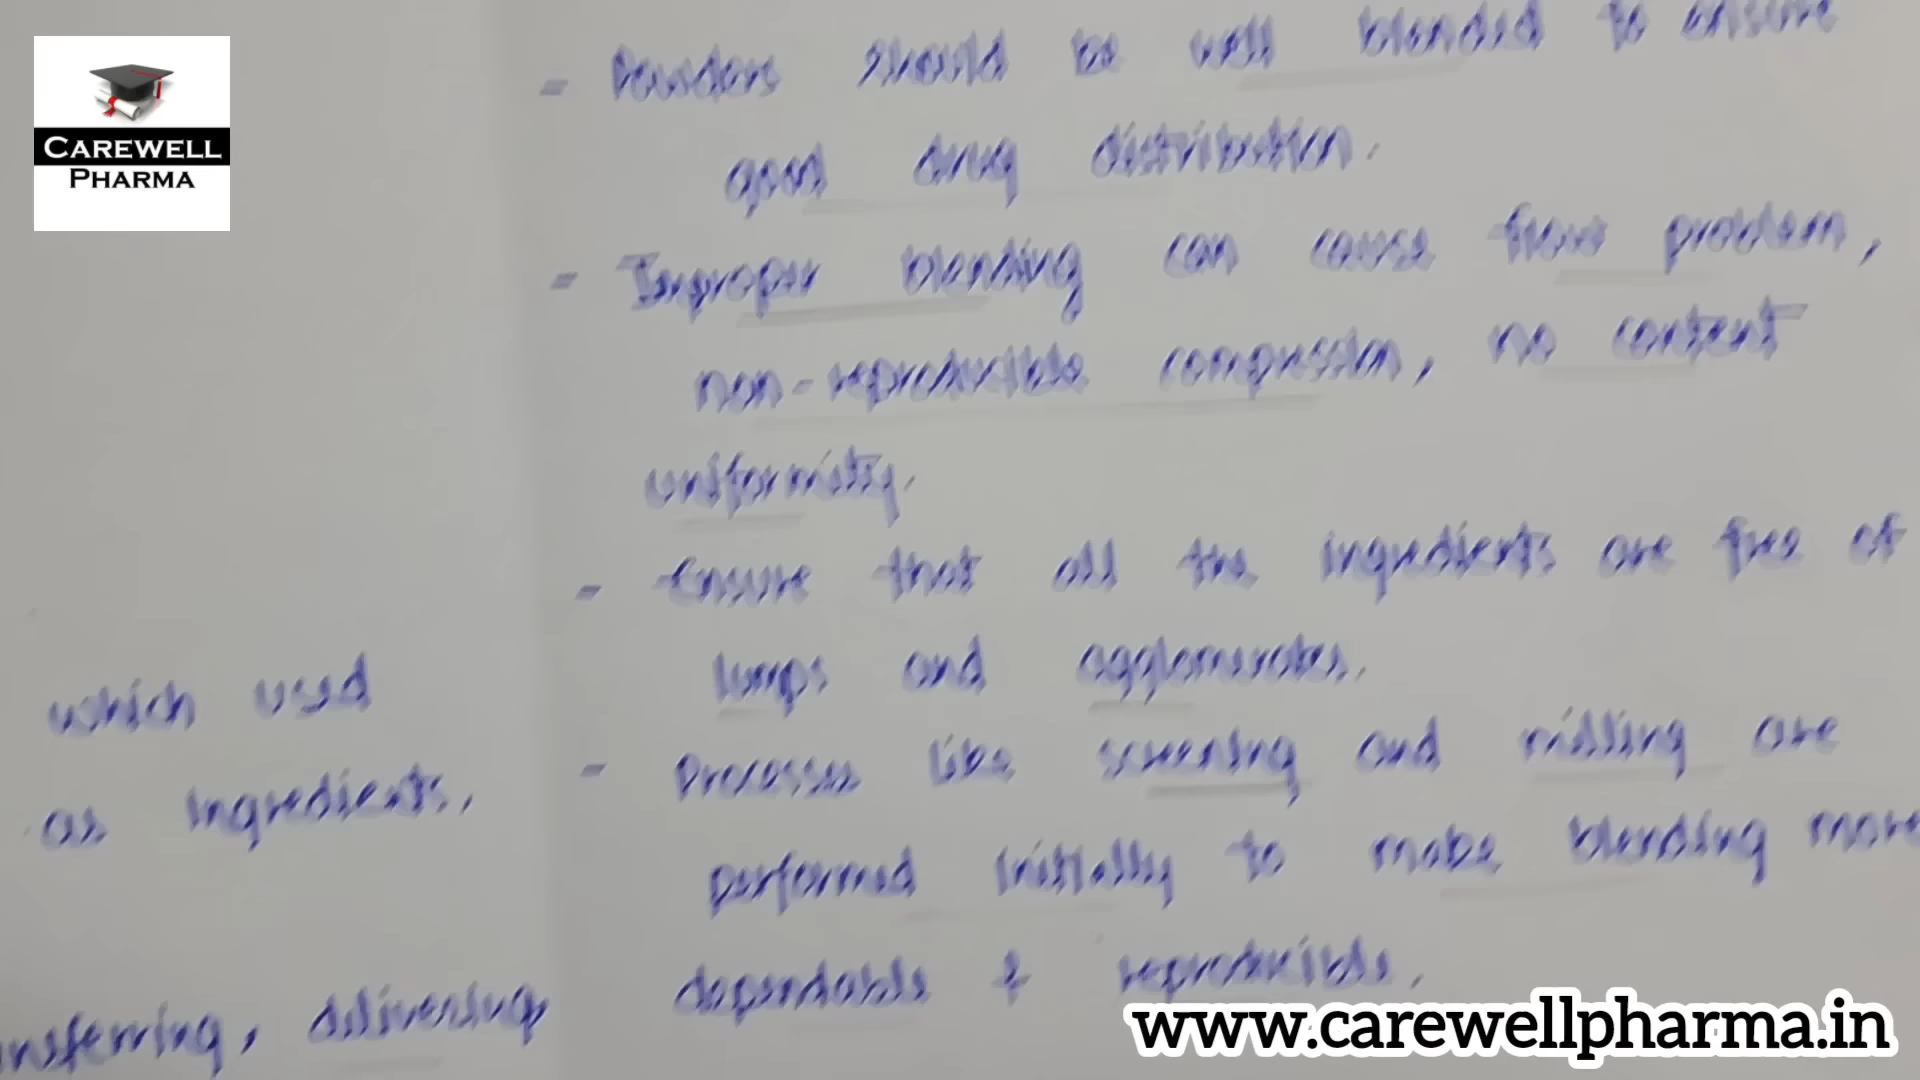 CAREWELL
PHARMA
- Powders should be well blended to ensure
good drug distribution.
- Improper blending can cause flow problem,
non-reproducible compression, no content
uniformity.
- Ensure that all the ingredients are free of
lumps and agglomerates.
- Processes like screening and milling are
performed initially to make blending more
dependable & reproducible.
which used
as ingredients.
nsferring, delivering
www.carewellpharma.in